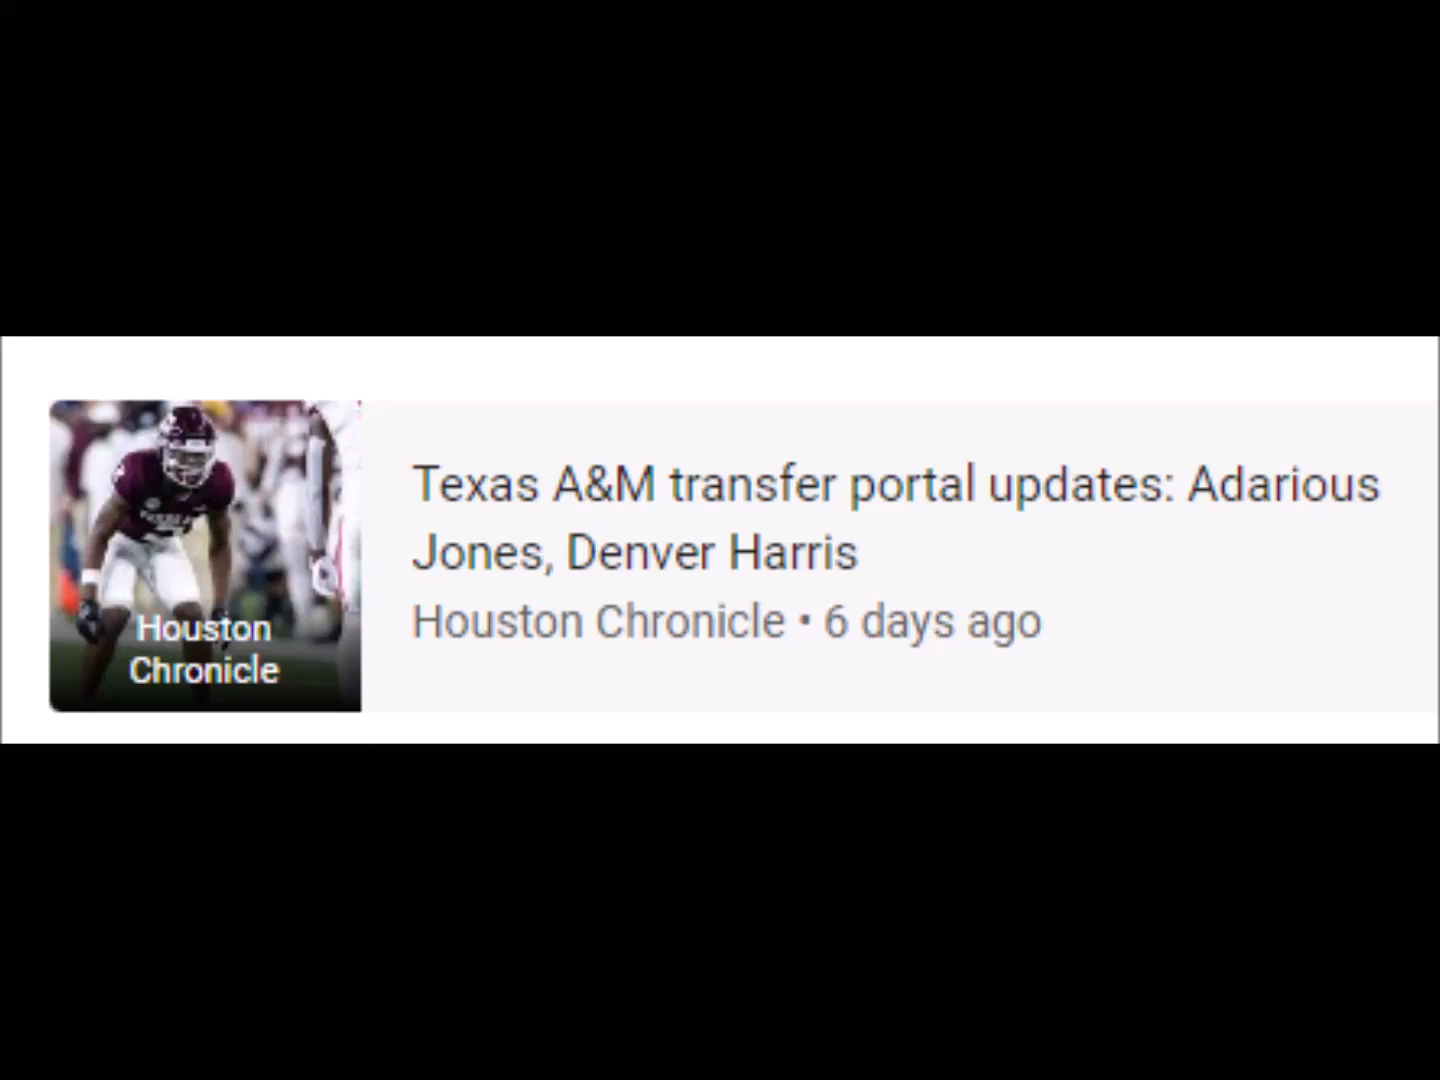 Houston
Chronicle
Texas A&M transfer portal updates: Adarious
Jones, Denver Harris
Houston Chronicle • 6 days ago